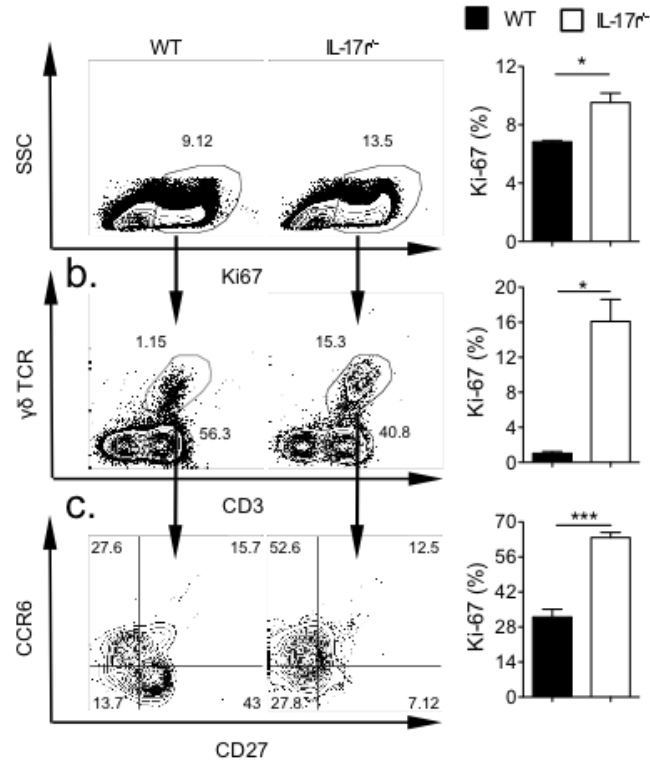 WT IL-17r⁻/⁻
WT IL-17r⁻/⁻
SSC
9.12 13.5
Ki67
Ki-67 (%)
12
8
4
0
*
b.
γδ TCR
1.15 15.3
56.3 40.8
CD3
Ki-67 (%)
20
16
12
8
4
0
*
c.
CCR6
27.6 15.7 52.6 12.5
13.7 43 27.8 7.12
CD27
Ki-67 (%)
70
56
42
28
14
0
***